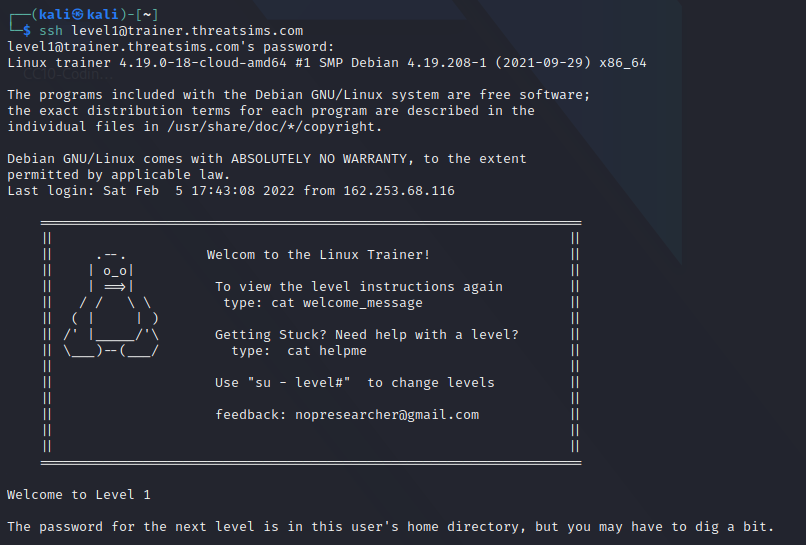 ┌──(kali㉿kali)-[~]
└─$ ssh level1@trainer.threatsims.com
level1@trainer.threatsims.com's password:
Linux trainer 4.19.0-18-cloud-amd64 #1 SMP Debian 4.19.208-1 (2021-09-29) x86_64
The programs included with the Debian GNU/Linux system are free software;
the exact distribution terms for each program are described in the
individual files in /usr/share/doc/*/copyright.
Debian GNU/Linux comes with ABSOLUTELY NO WARRANTY, to the extent
permitted by applicable law.
Last login: Sat Feb  5 17:43:08 2022 from 162.253.68.116
Welcom to the Linux Trainer!
To view the level instructions again
type: cat welcome_message
Getting Stuck? Need help with a level?
type:  cat helpme
Use "su - level#"  to change levels
feedback: nopresearcher@gmail.com
Welcome to Level 1
The password for the next level is in this user's home directory, but you may have to dig a bit.